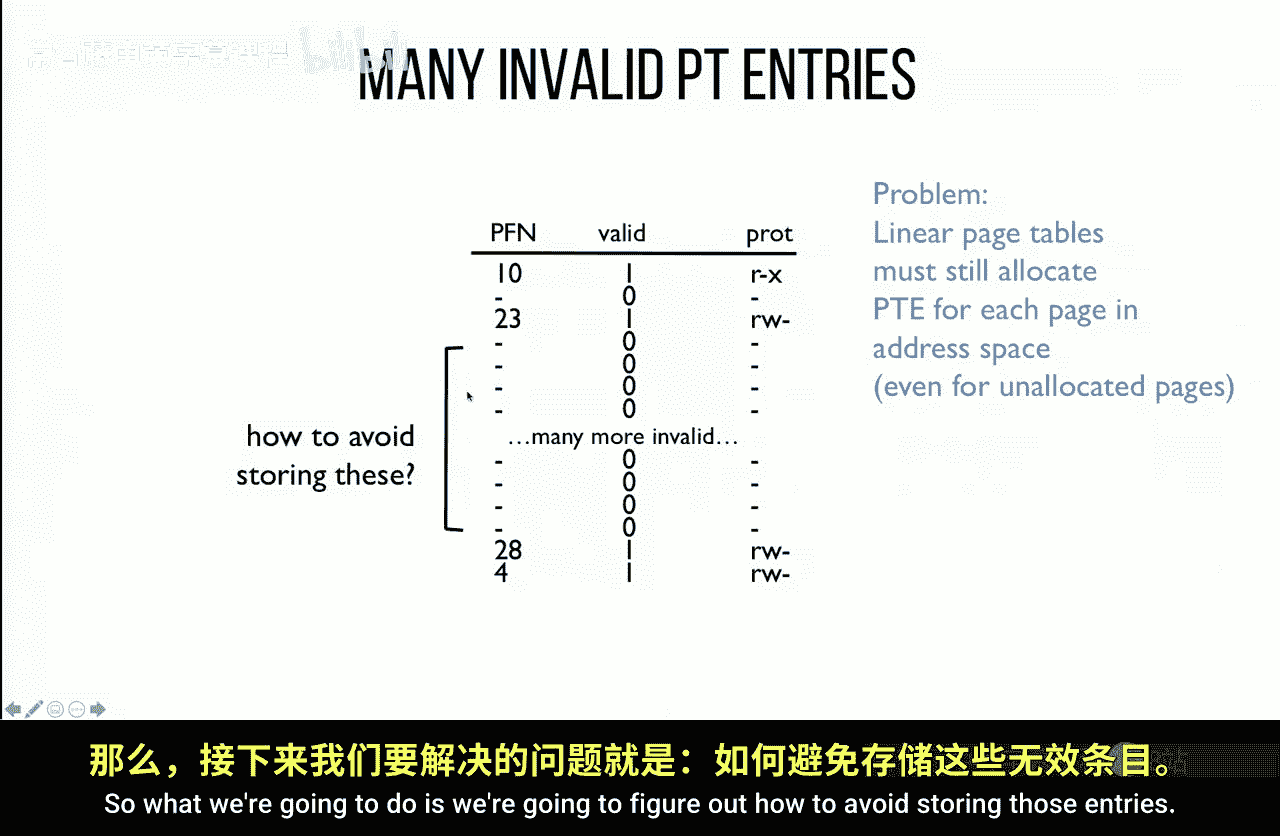 MANY INVALID PT ENTRIES
Problem:
Linear page tables
must still allocate
PTE for each page in
address space
(even for unallocated pages)
PFN valid prot
10 1 r-x
- 0 -
23 1 rw-
- 0 -
- 0 -
- 0 -
- 0 -
...many more invalid...
- 0 -
- 0 -
- 0 -
- 0 -
28 1 rw-
4 1 rw-
how to avoid
storing these?
那么，接下来我们要解决的问题就是：如何避免存储这些无效条目。
So what we're going to do is we're going to figure out how to avoid storing those entries.